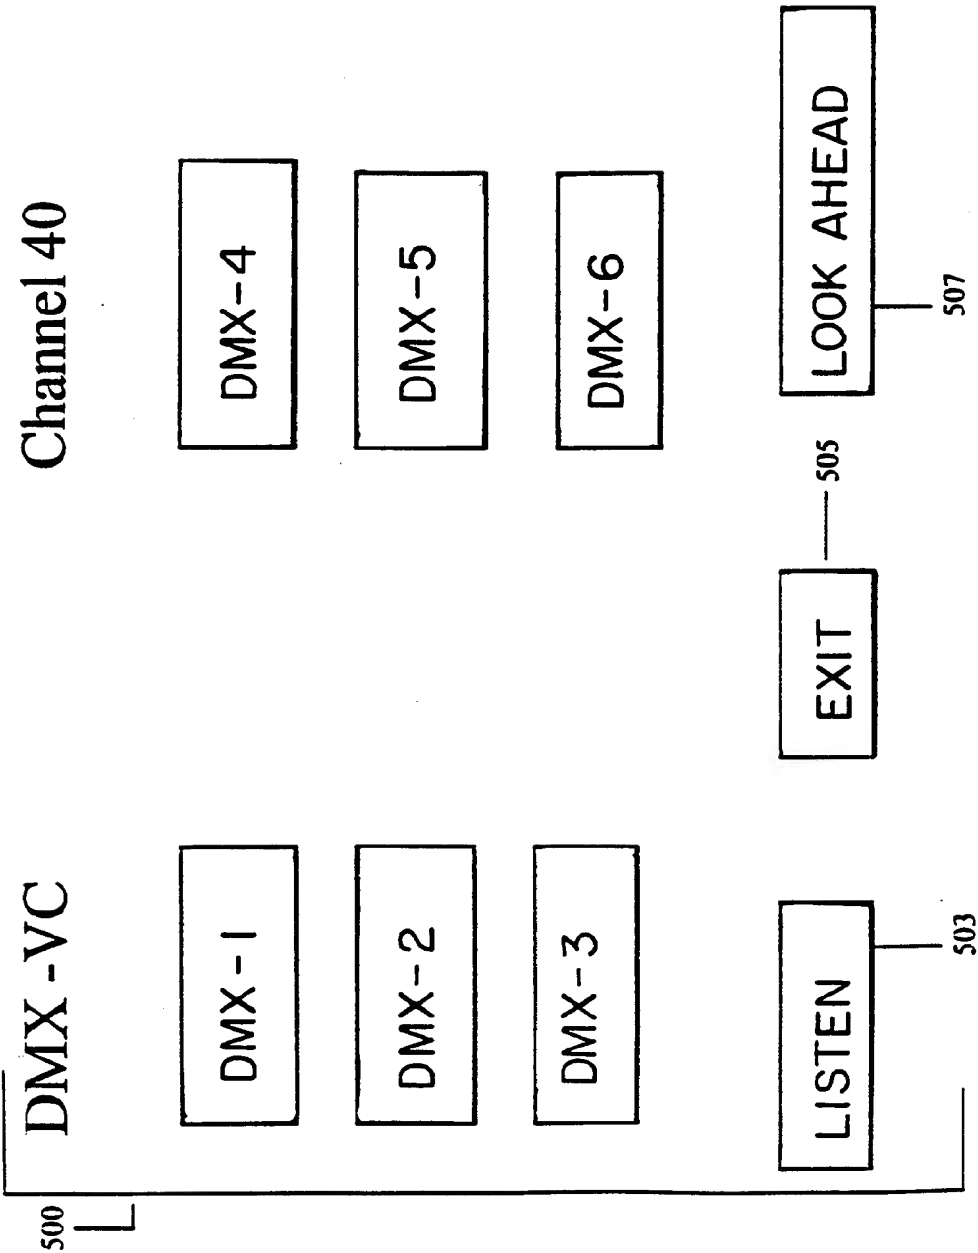 500
DMX-VC Channel 40
DMX-1 DMX-4
DMX-2 DMX-5
DMX-3 DMX-6
505
LISTEN EXIT LOOK AHEAD
503 507